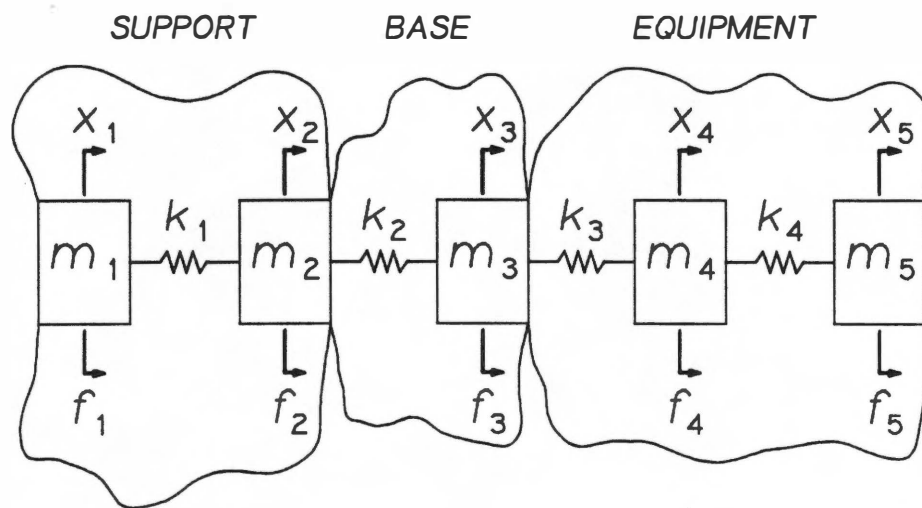 SUPPORT BASE EQUIPMENT
x₁ x₂ x₃ x₄ x₅
k₁ k₂ k₃ k₄
m₁ m₂ m₃ m₄ m₅
f₁ f₂ f₃ f₄ f₅